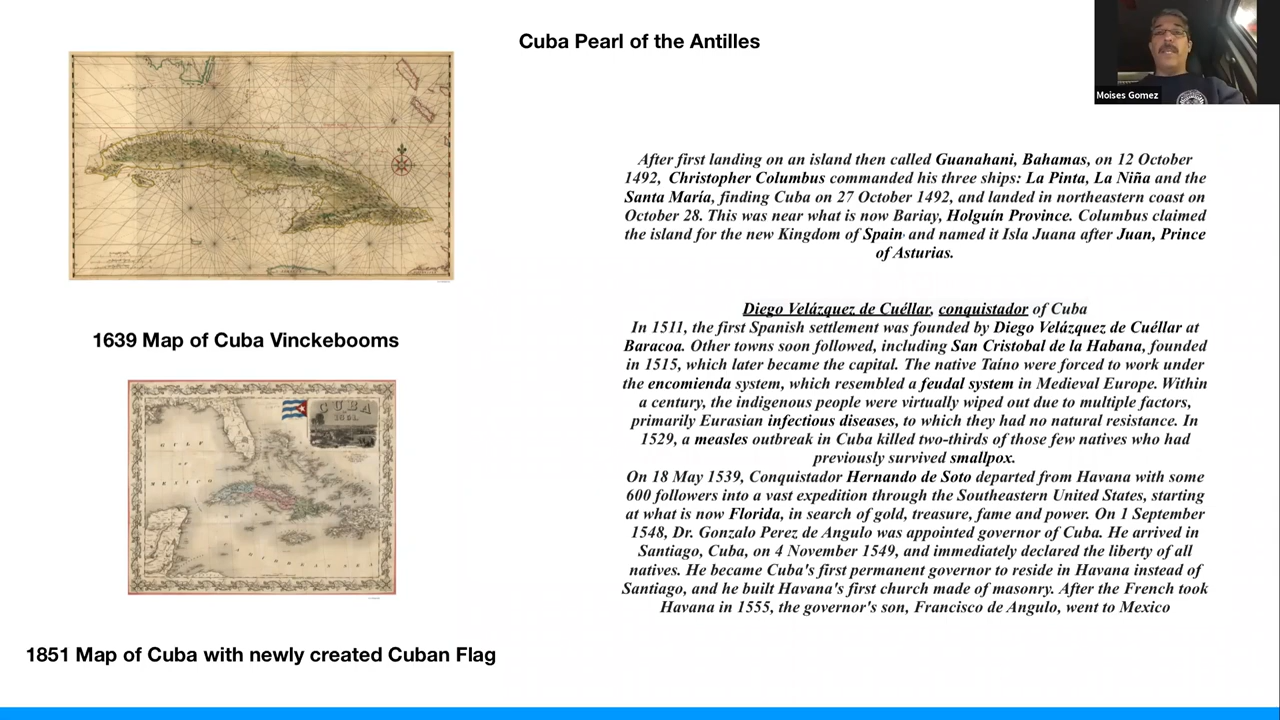 Cuba Pearl of the Antilles
Moises Gomez
After first landing on an island then called Guanahani, Bahamas, on 12 October
1492, Christopher Columbus commanded his three ships: La Pinta, La Niña and the
Santa María, finding Cuba on 27 October 1492, and landed in northeastern coast on
October 28. This was near what is now Bariay, Holguín Province. Columbus claimed
the island for the new Kingdom of Spain and named it Isla Juana after Juan, Prince
of Asturias.
1639 Map of Cuba Vinckebooms
Diego Velázquez de Cuéllar, conquistador of Cuba
In 1511, the first Spanish settlement was founded by Diego Velázquez de Cuéllar at
Baracoa. Other towns soon followed, including San Cristobal de la Habana, founded
in 1515, which later became the capital. The native Taíno were forced to work under
the encomienda system, which resembled a feudal system in Medieval Europe. Within
a century, the indigenous people were virtually wiped out due to multiple factors,
primarily Eurasian infectious diseases, to which they had no natural resistance. In
1529, a measles outbreak in Cuba killed two-thirds of those few natives who had
previously survived smallpox.
On 18 May 1539, Conquistador Hernando de Soto departed from Havana with some
600 followers into a vast expedition through the Southeastern United States, starting
at what is now Florida, in search of gold, treasure, fame and power. On 1 September
1548, Dr. Gonzalo Perez de Angulo was appointed governor of Cuba. He arrived in
Santiago, Cuba, on 4 November 1549, and immediately declared the liberty of all
natives. He became Cuba's first permanent governor to reside in Havana instead of
Santiago, and he built Havana's first church made of masonry. After the French took
Havana in 1555, the governor's son, Francisco de Angulo, went to Mexico
CUBA
1851 Map of Cuba with newly created Cuban Flag